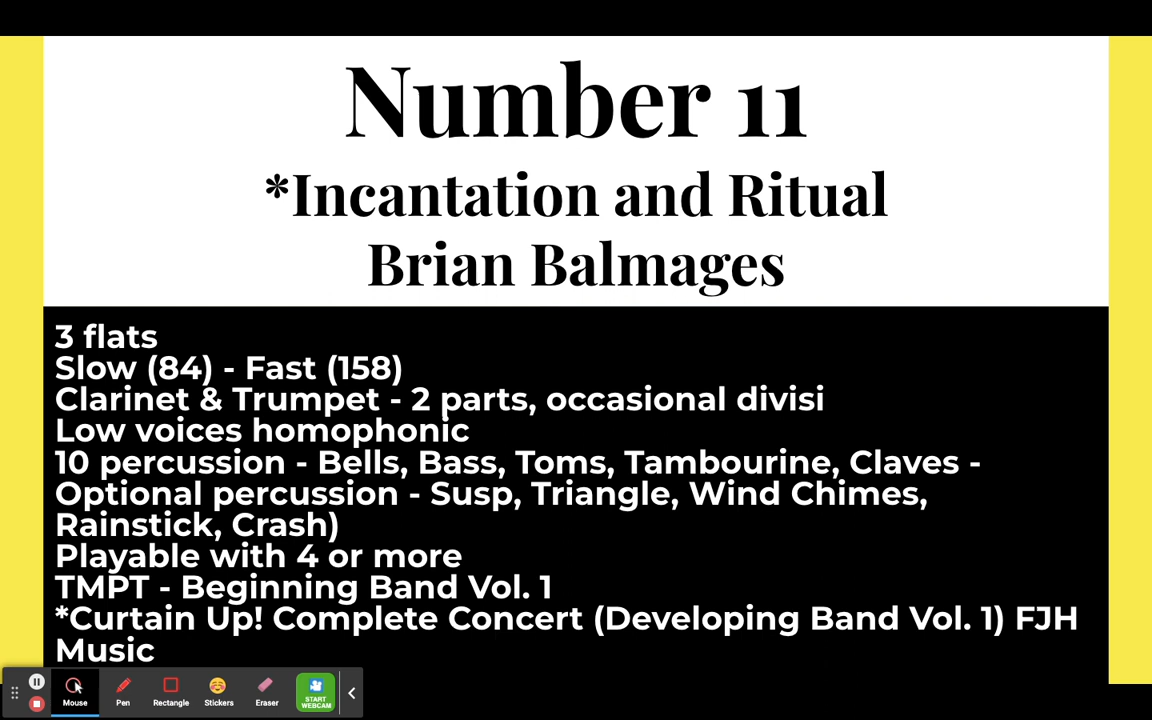 Number 11
*Incantation and Ritual
Brian Balmages
3 flats
Slow (84) - Fast (158)
Clarinet & Trumpet - 2 parts, occasional divisi
Low voices homophonic
10 percussion - Bells, Bass, Toms, Tambourine, Claves -
Optional percussion - Susp, Triangle, Wind Chimes,
Rainstick, Crash)
Playable with 4 or more
TMPT - Beginning Band Vol. 1
*Curtain Up! Complete Concert (Developing Band Vol. 1) FJH
Music
Mouse Pen Rectangle Stickers Eraser START WEBCAM